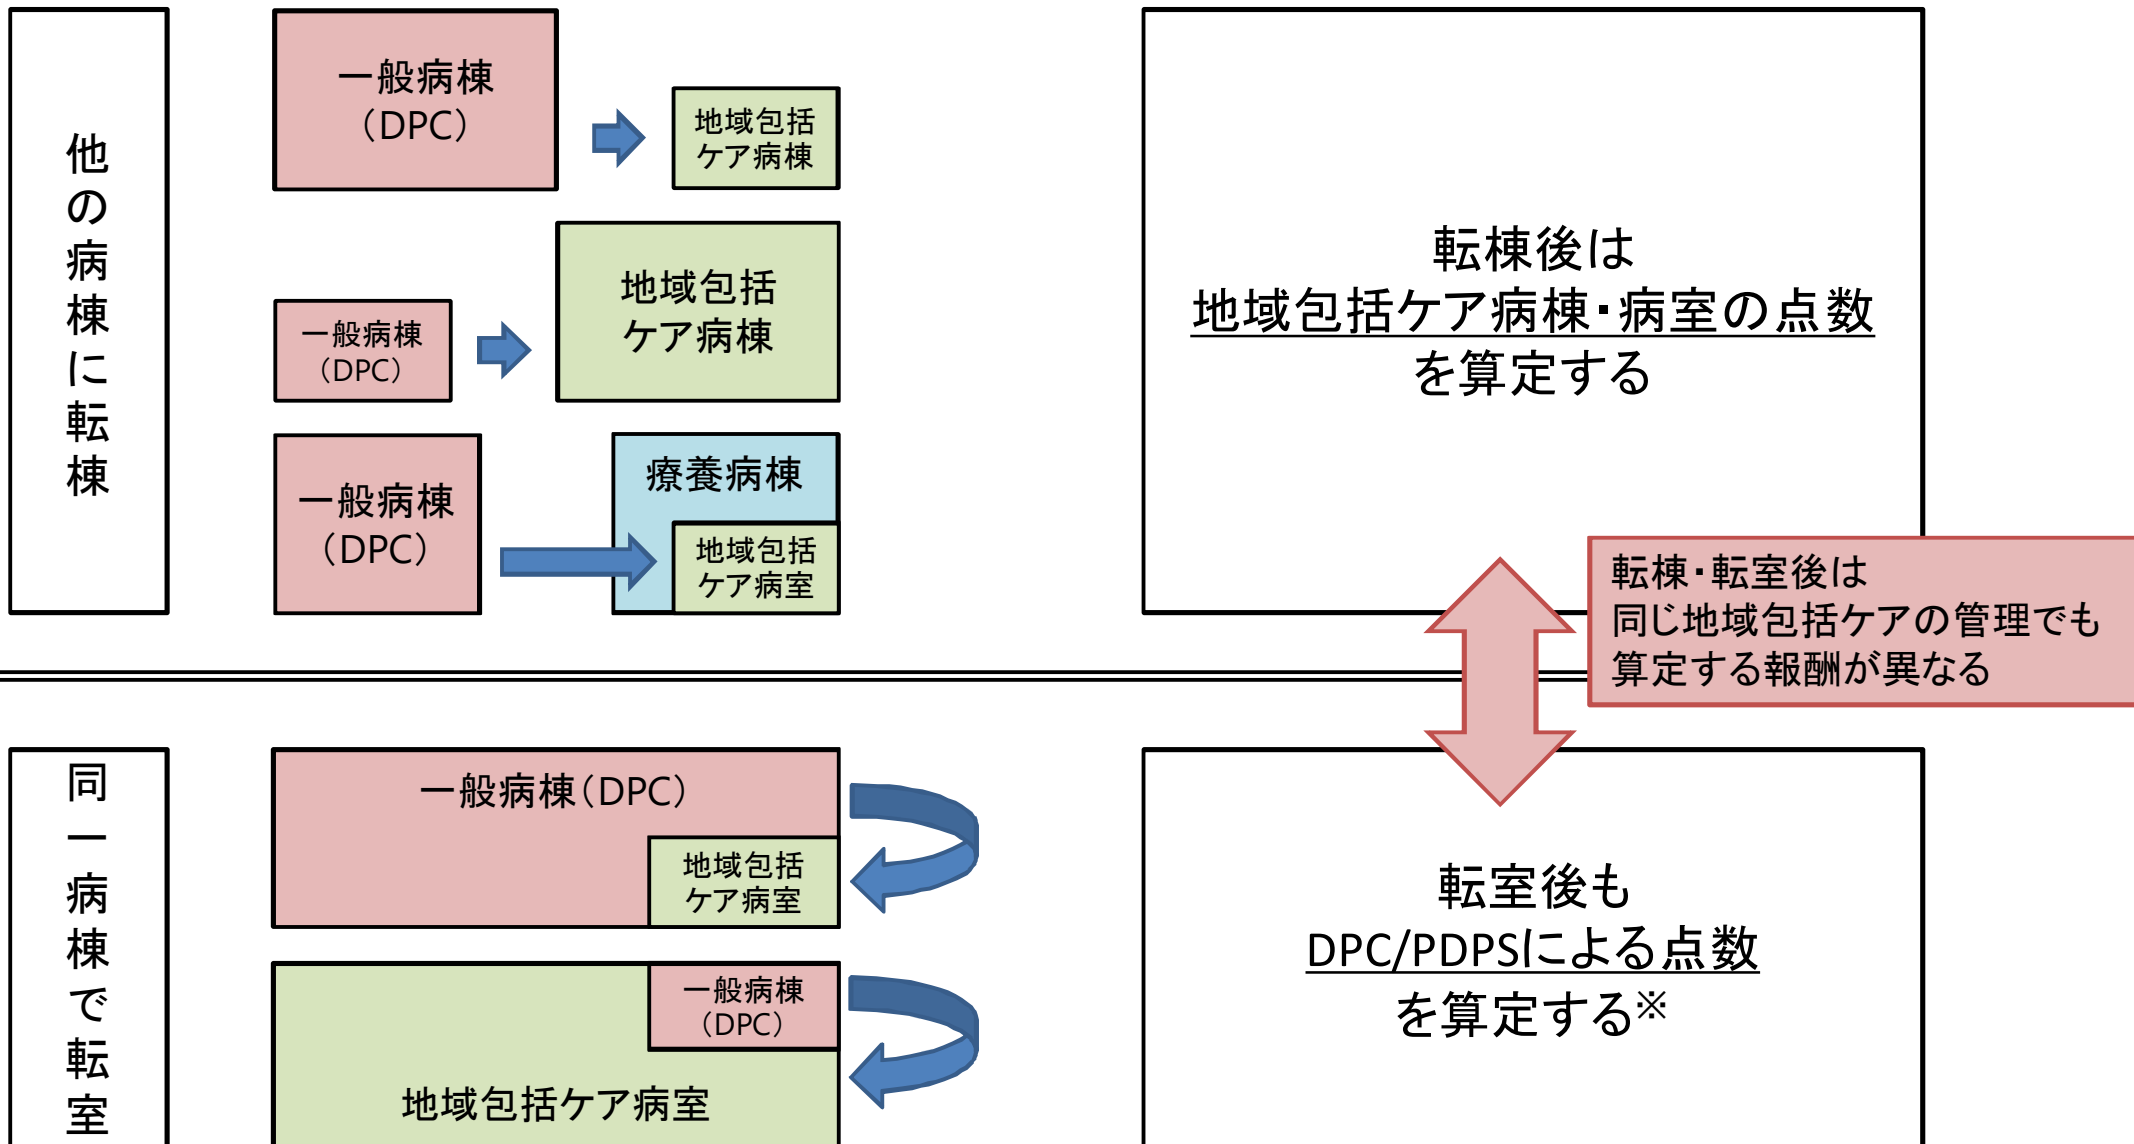 他の病棟に転棟
一般病棟
（DPC）
地域包括
ケア病棟
一般病棟
（DPC）
地域包括
ケア病棟
一般病棟
（DPC）
療養病棟
地域包括
ケア病室
転棟後は
地域包括ケア病棟・病室の点数
を算定する
転棟・転室後は
同じ地域包括ケアの管理でも
算定する報酬が異なる
同一病棟で転室
一般病棟（DPC）
地域包括
ケア病室
一般病棟
（DPC）
地域包括ケア病室
転室後も
DPC/PDPSによる点数
を算定する※